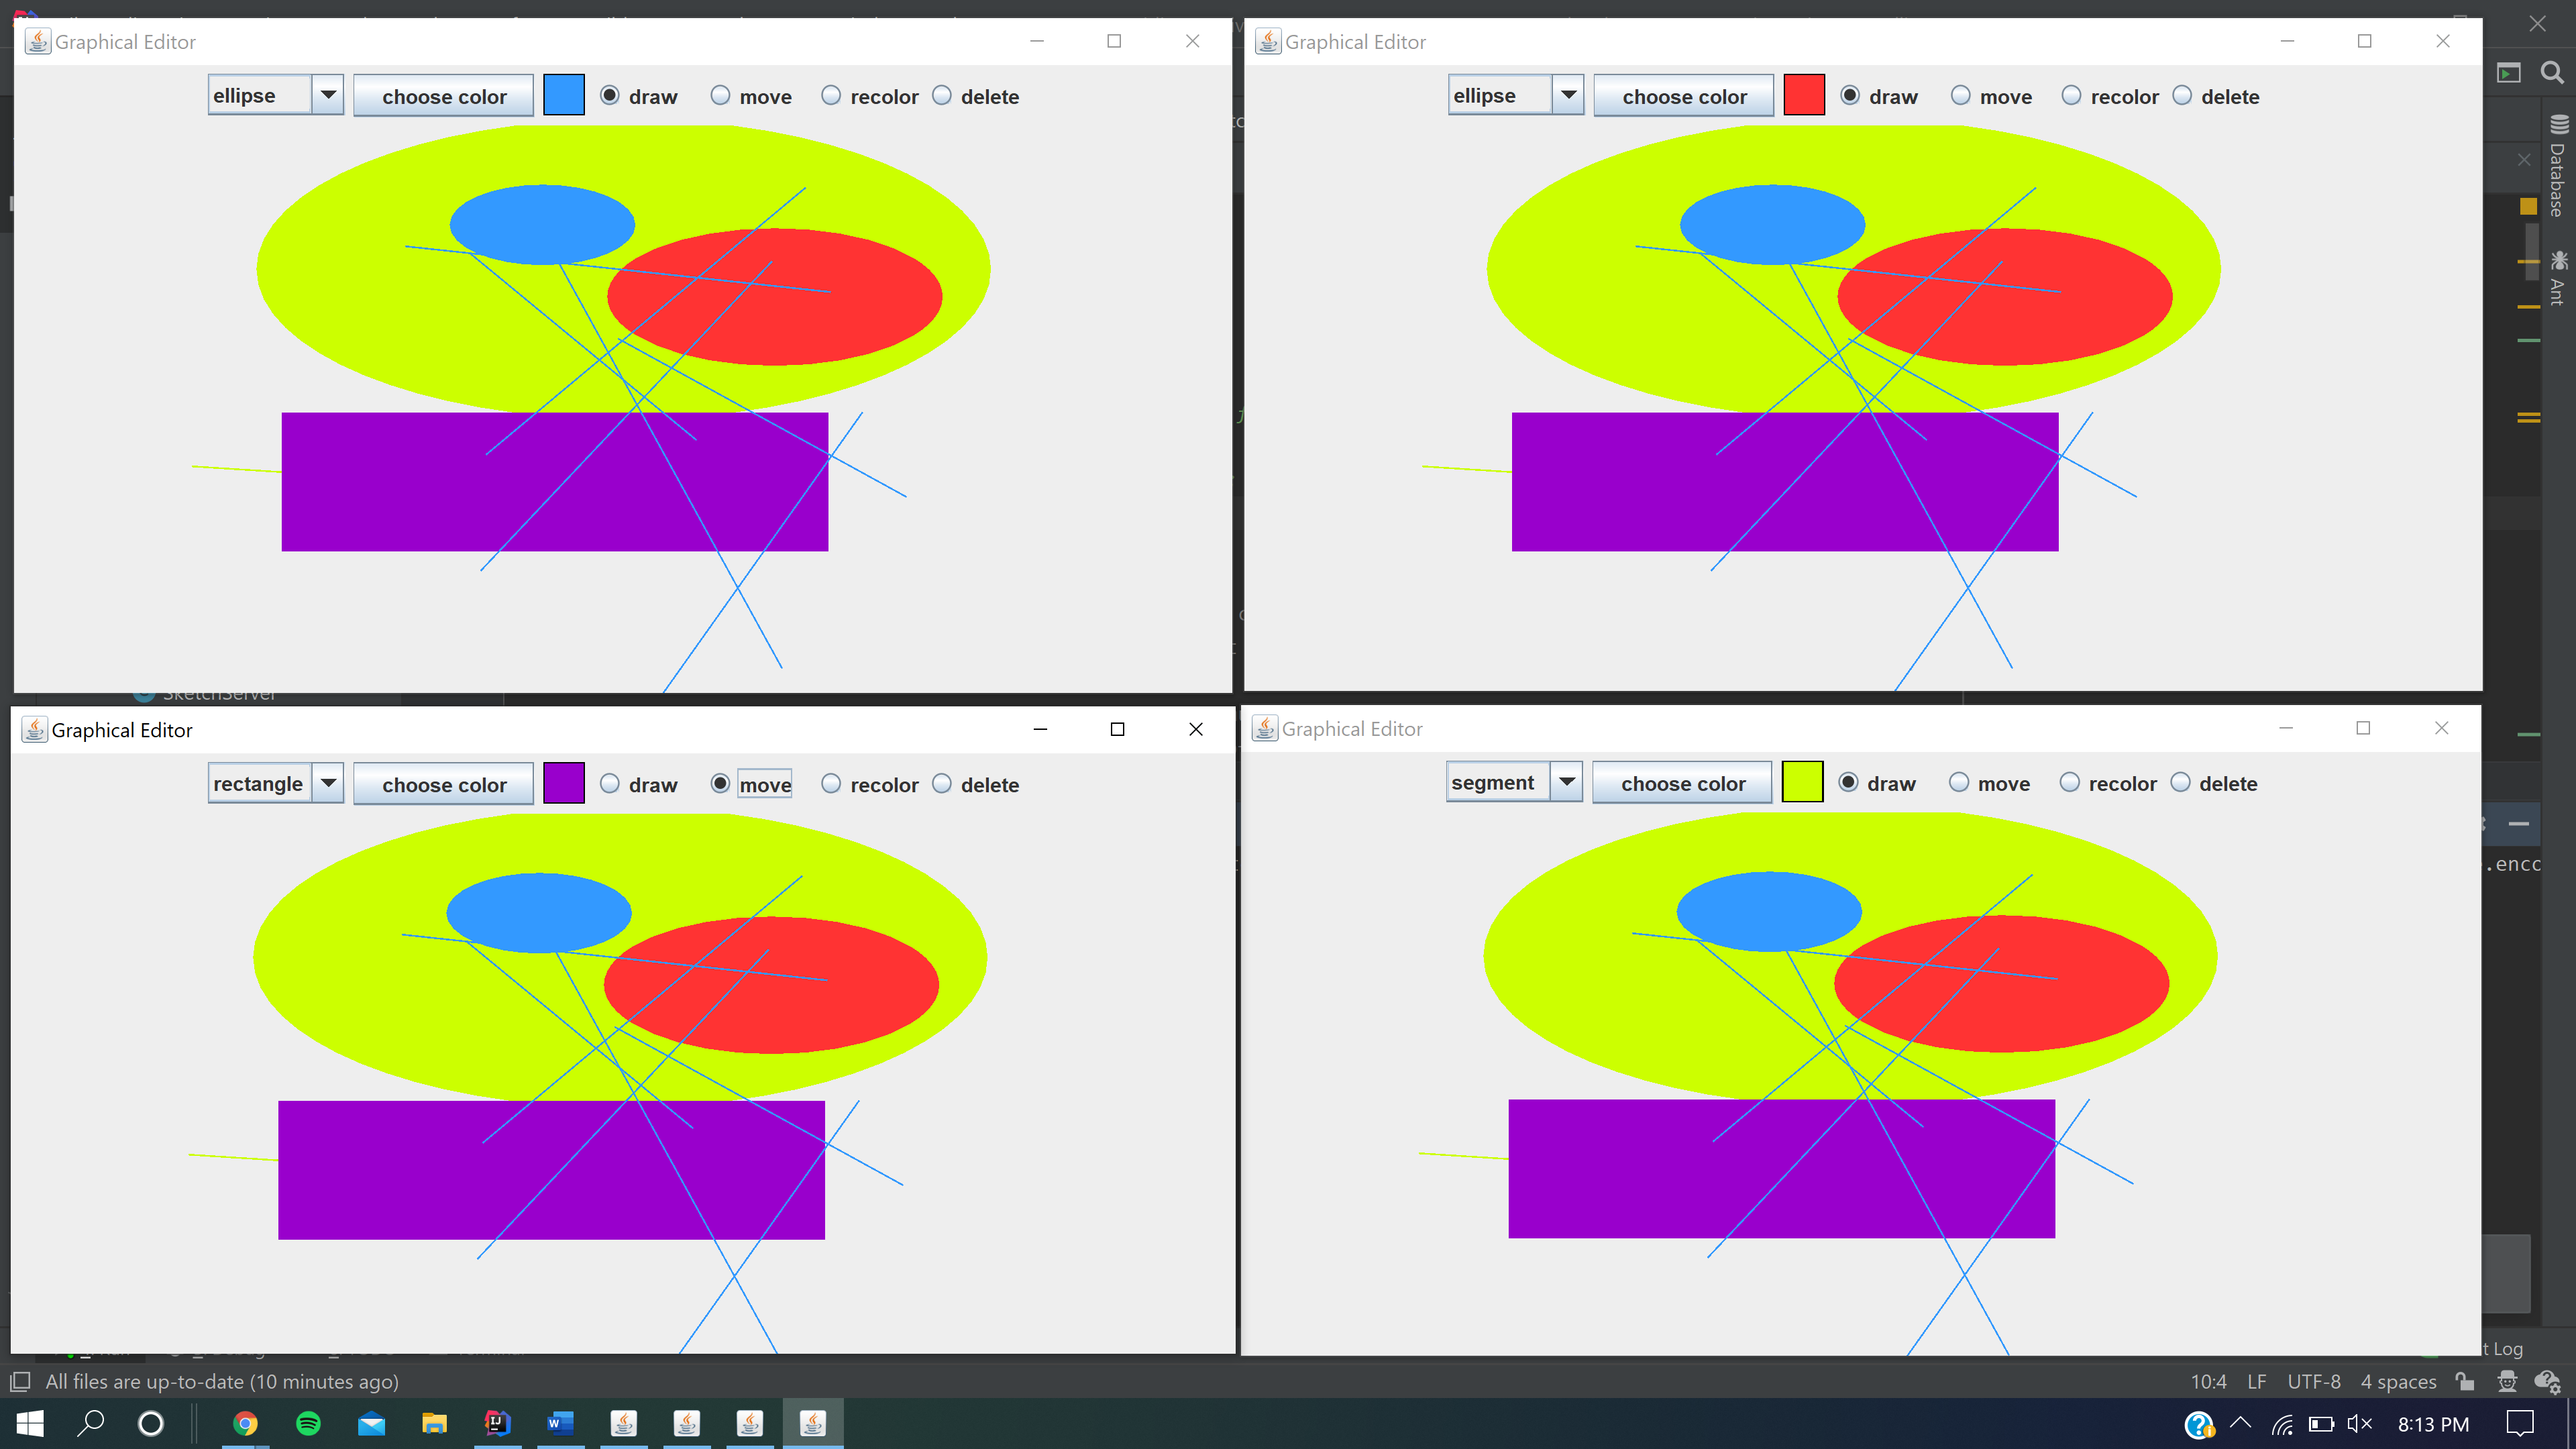 Graphical Editor
ellipse choose color draw move recolor delete
Graphical Editor
ellipse choose color draw move recolor delete
Database
Ant
SketchServer
Graphical Editor
rectangle choose color draw move recolor delete
Graphical Editor
segment choose color draw move recolor delete
.encc
t Log
All files are up-to-date (10 minutes ago)
10:4 LF UTF-8 4 spaces
8:13 PM